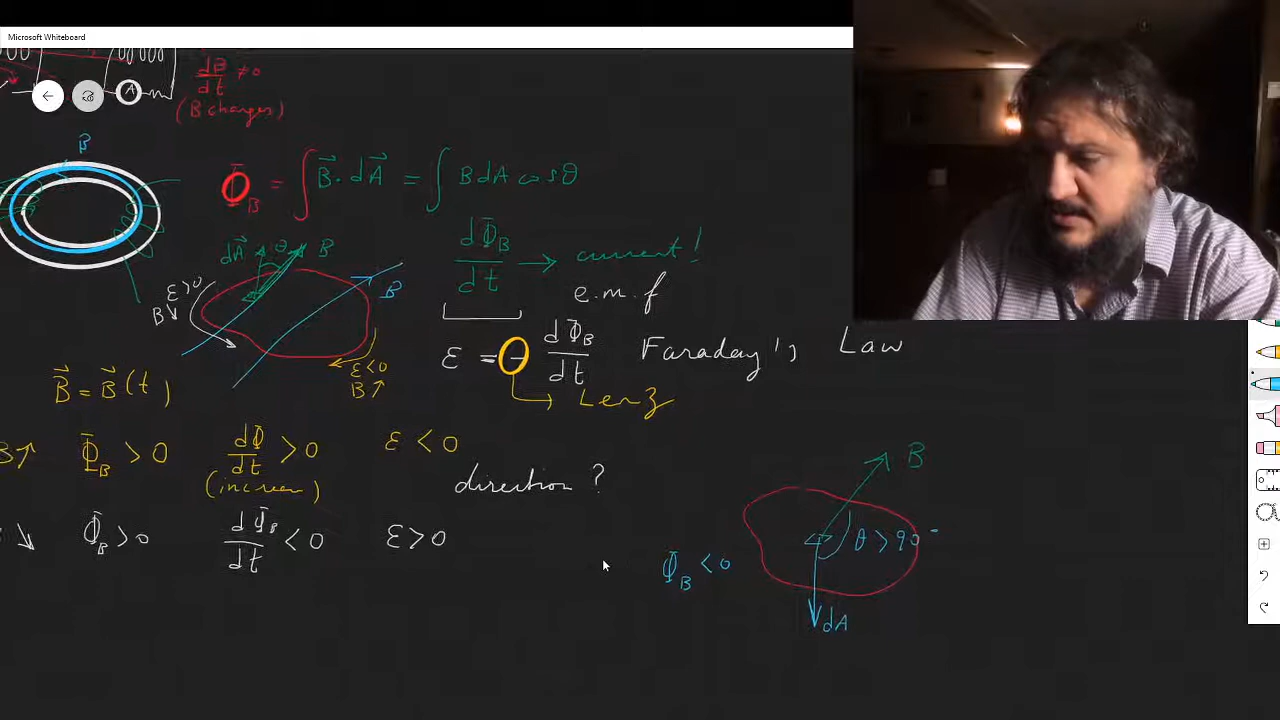 Microsoft Whiteboard
dB/dt ≠ 0
(B changes)
A
B
Φ_B = ∫ B⃗ · dA⃗ = ∫ B dA cos θ
dA⃗ θ B
dΦ_B/dt → current!
e.m.f
ε>0
B↘
B
ε<0
B↗
ε = - dΦ_B/dt Faraday's Law
→ Lenz
B⃗ = B⃗(t)
B↗ Φ_B > 0 dΦ/dt > 0 ε < 0
(increase)
direction ?
↘ Φ_B > 0 dΦ_B/dt < 0 ε > 0
B
θ > 90°
Φ_B < 0
dA